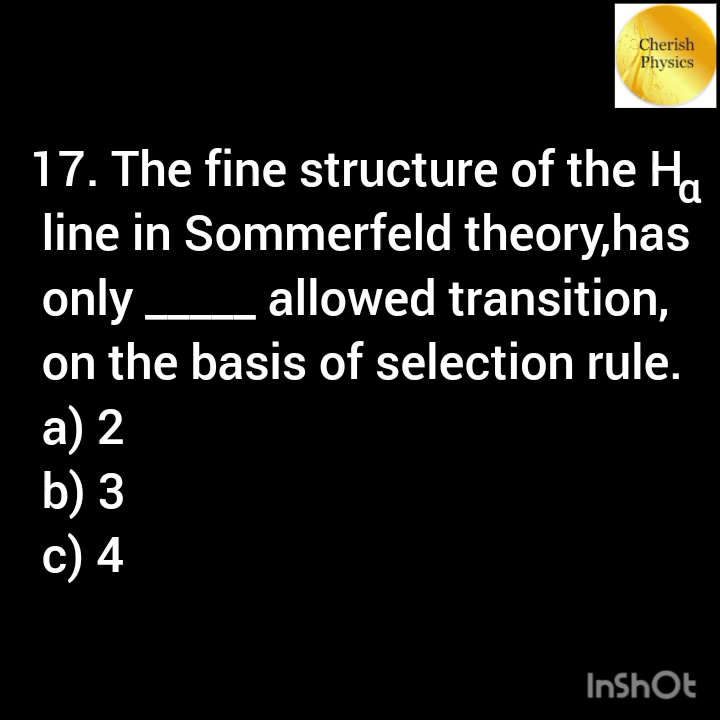 Cherish
Physics
17. The fine structure of the Hα
line in Sommerfeld theory,has
only _____ allowed transition,
on the basis of selection rule.
a) 2
b) 3
c) 4
InShOt